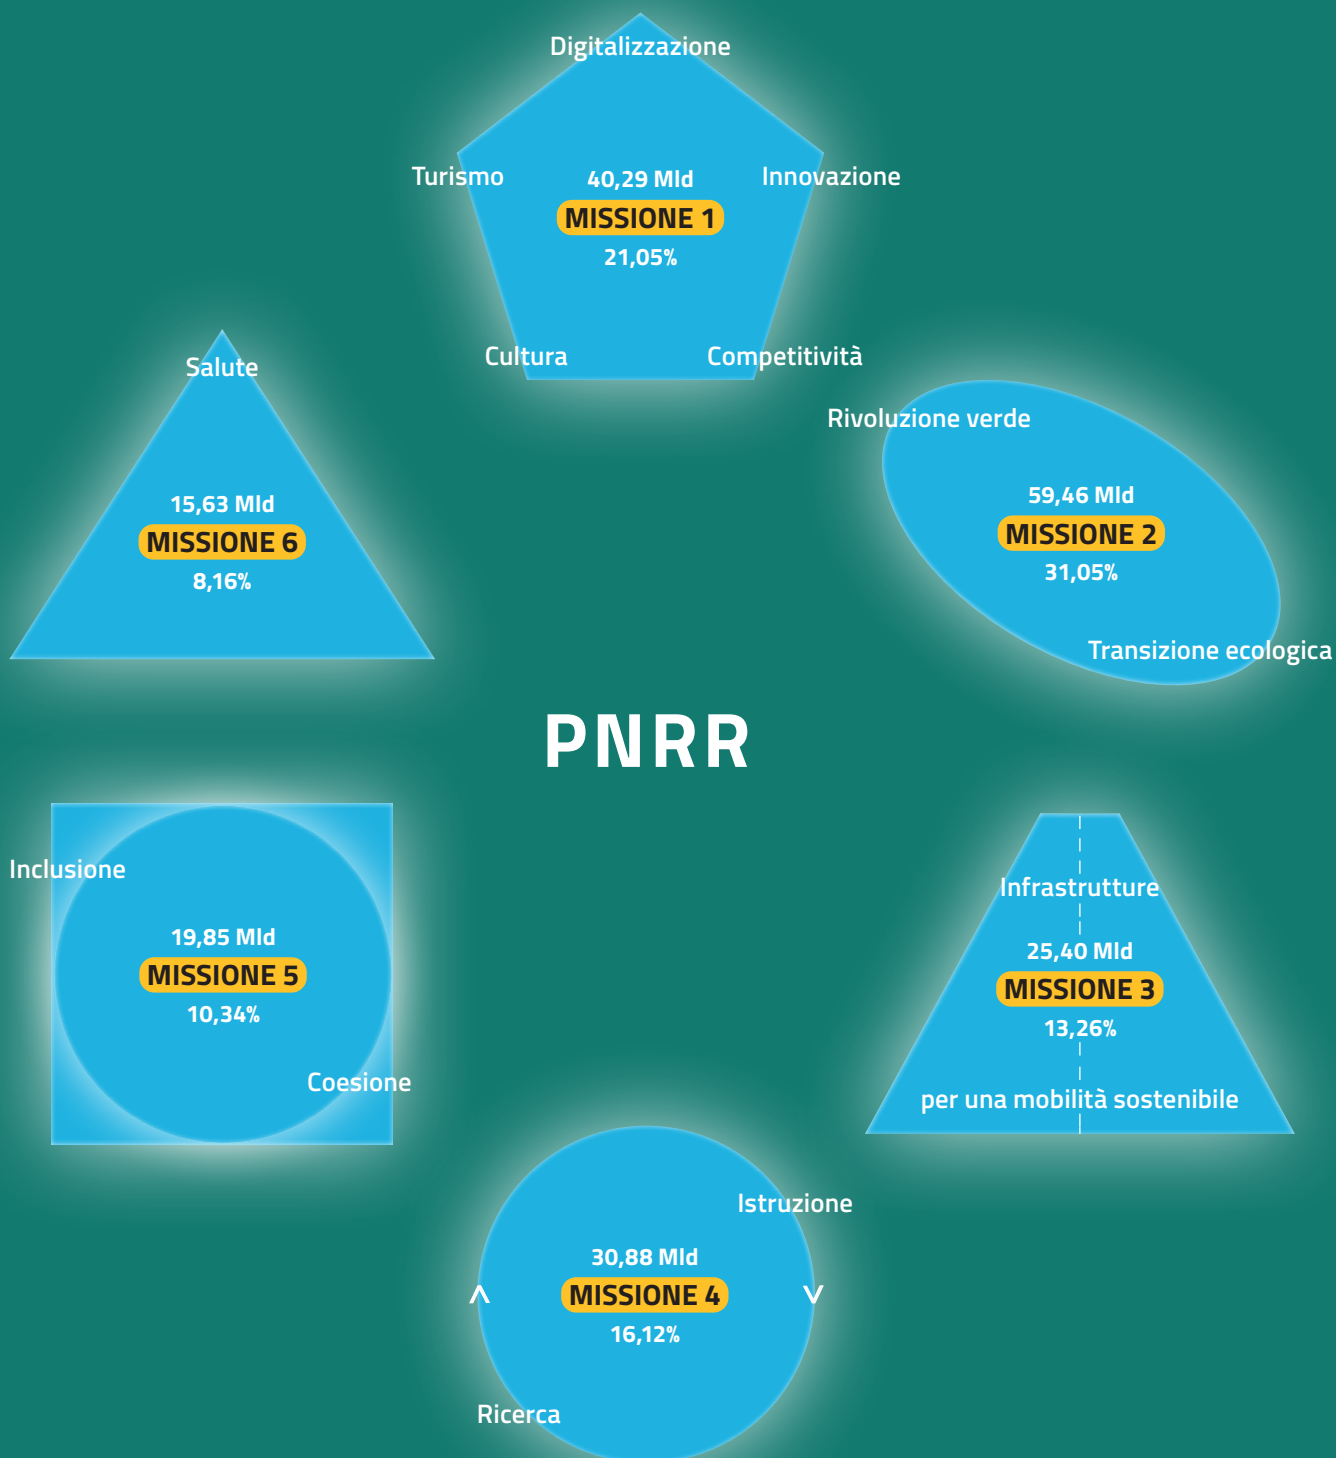 Digitalizzazione
Turismo
40,29 Mld
Innovazione
MISSIONE 1
21,05%
Cultura
Competitività
Salute
15,63 Mld
MISSIONE 6
8,16%
Rivoluzione verde
59,46 Mld
MISSIONE 2
31,05%
Transizione ecologica
PNRR
Inclusione
19,85 Mld
MISSIONE 5
10,34%
Coesione
Infrastrutture
25,40 Mld
MISSIONE 3
13,26%
per una mobilità sostenibile
Istruzione
30,88 Mld
MISSIONE 4
16,12%
Ricerca